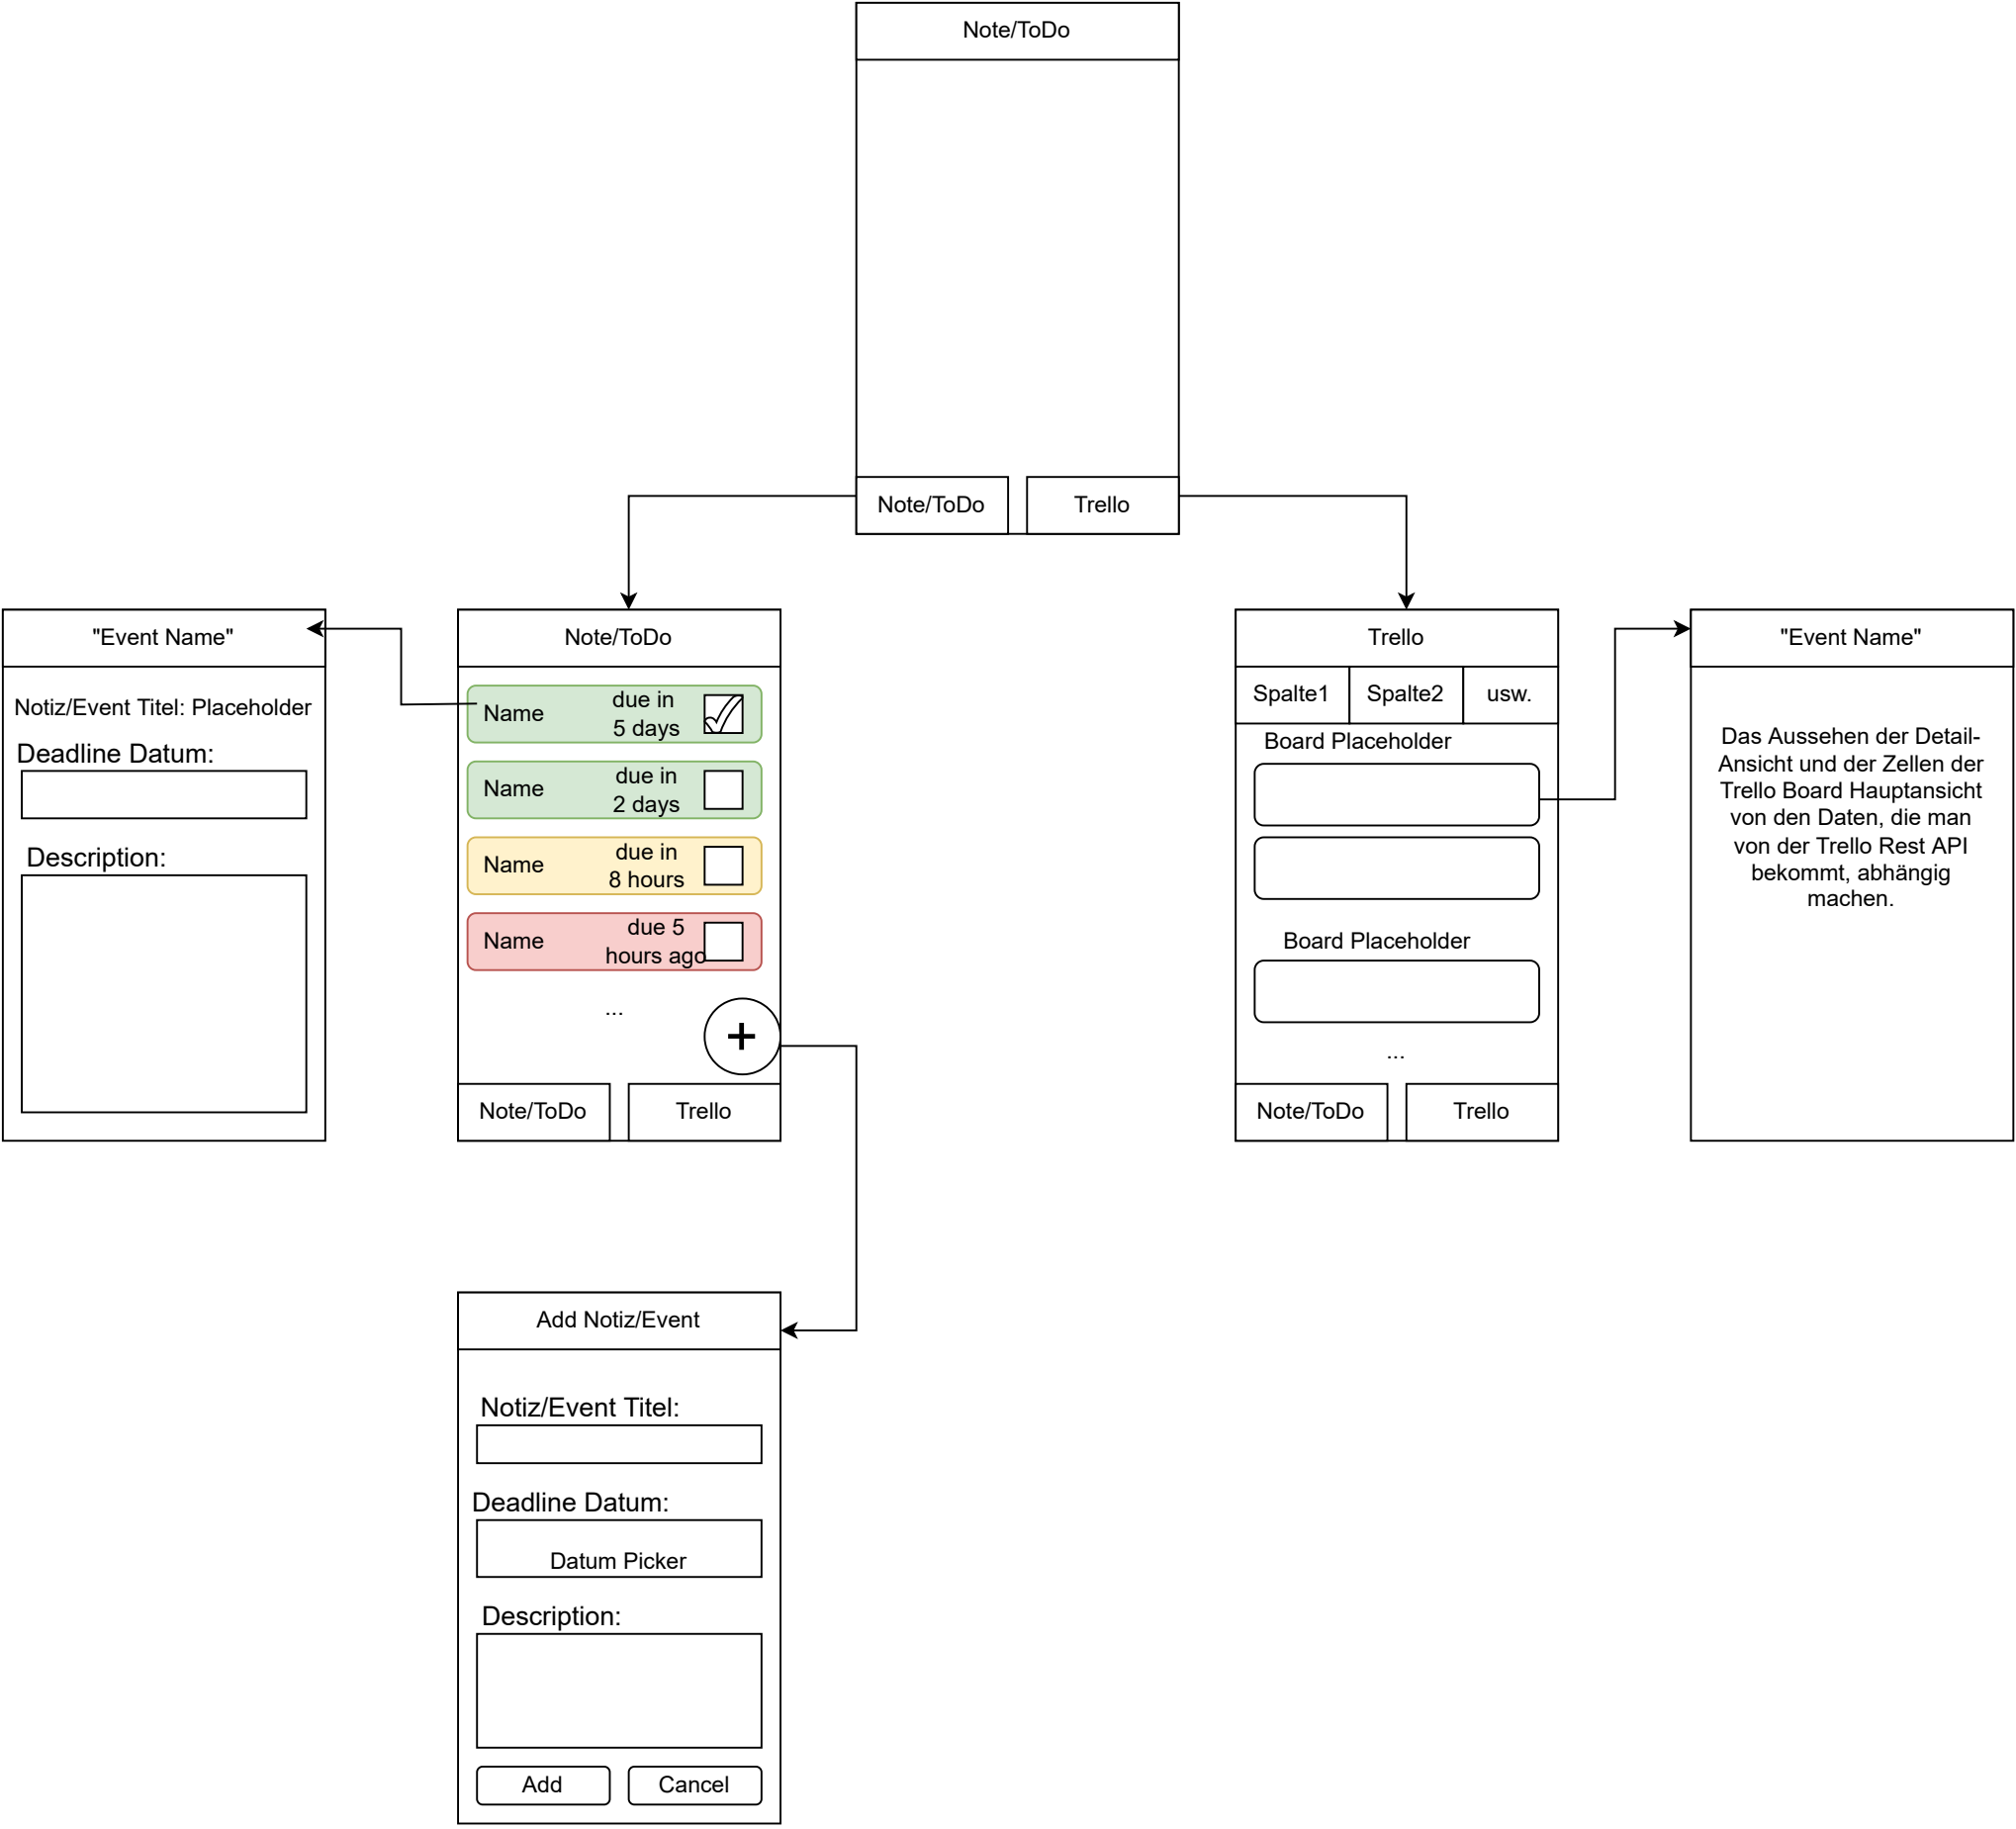 Note/ToDo
Note/ToDo
Trello
"Event Name"
Notiz/Event Titel: Placeholder
Deadline Datum:
Description:
Note/ToDo
Name
due in
5 days
Name
due in
2 days
Name
due in
8 hours
Name
due 5
hours ago
...
+
Note/ToDo
Trello
Trello
Spalte1
Spalte2
usw.
Board Placeholder
Board Placeholder
...
Note/ToDo
Trello
"Event Name"
Das Aussehen der Detail-
Ansicht und der Zellen der
Trello Board Hauptansicht
von den Daten, die man
von der Trello Rest API
bekommt, abhängig
machen.
Add Notiz/Event
Notiz/Event Titel:
Deadline Datum:
Datum Picker
Description:
Add
Cancel